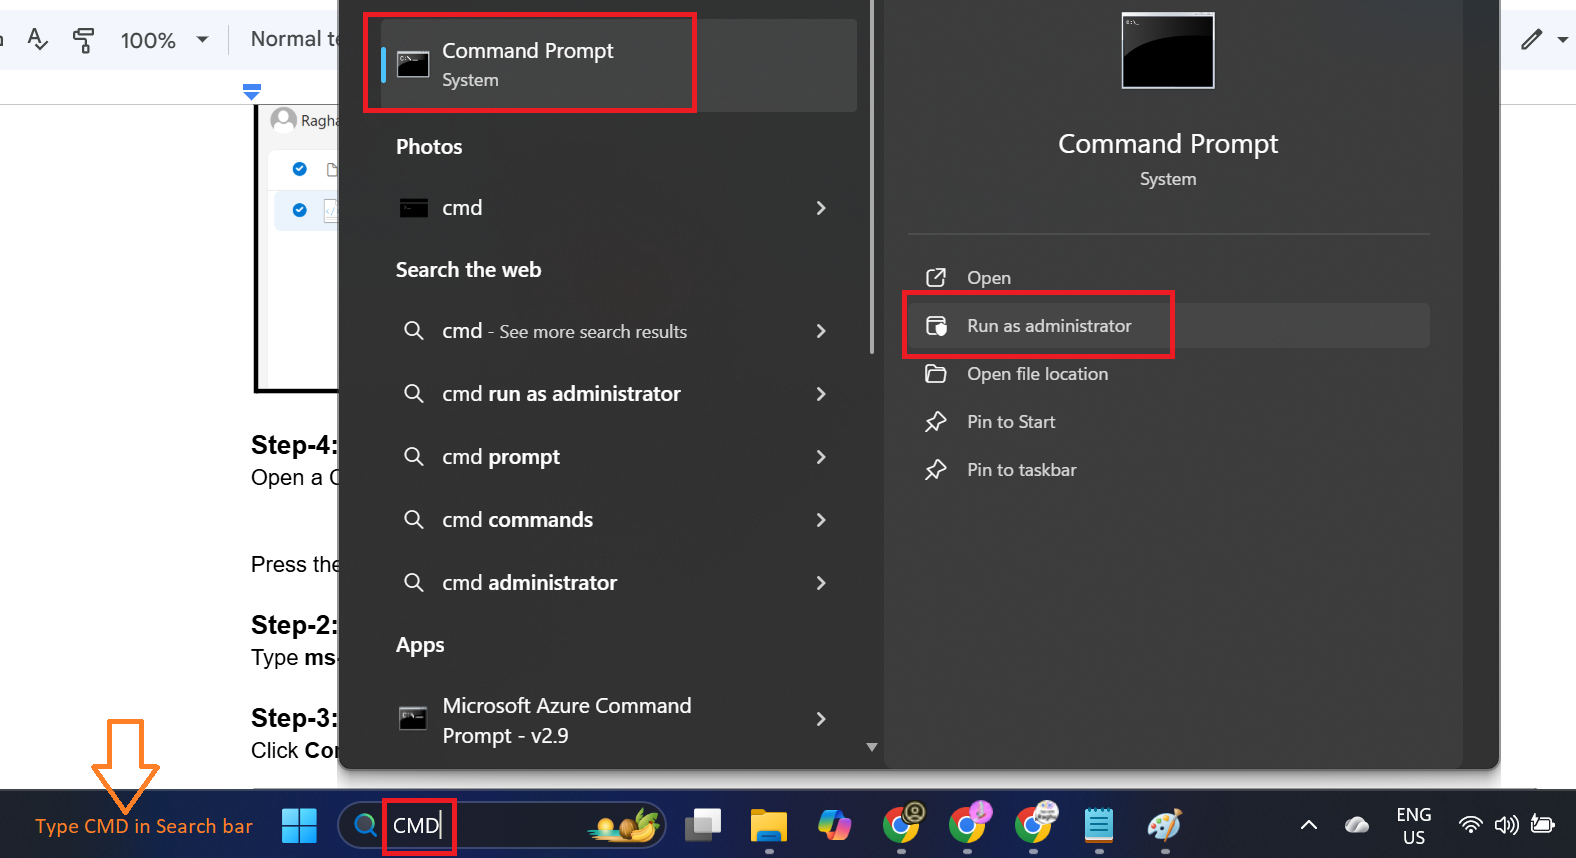 100%
Normal
Command Prompt
System
Photos
cmd
Search the web
cmd - See more search results
cmd run as administrator
cmd prompt
cmd commands
cmd administrator
Apps
Microsoft Azure Command
Prompt - v2.9
Command Prompt
System
Open
Run as administrator
Open file location
Pin to Start
Pin to taskbar
Step-4:
Open a
Press the
Step-2:
Type ms-
Step-3:
Click
Type CMD in Search bar
CMD
ENG
US